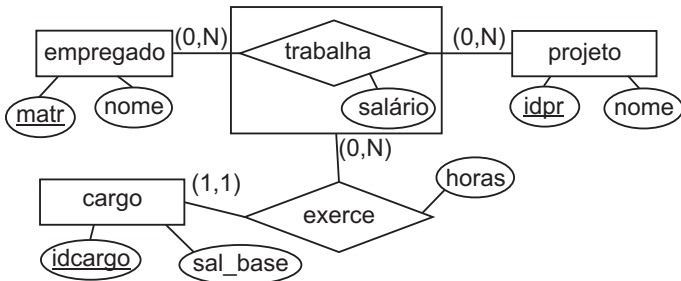 (0,N)
(0,N)
empregado
trabalha
projeto
matr
nome
salário
idpr
nome
(0,N)
(1,1)
horas
cargo
exerce
idcargo
sal_base